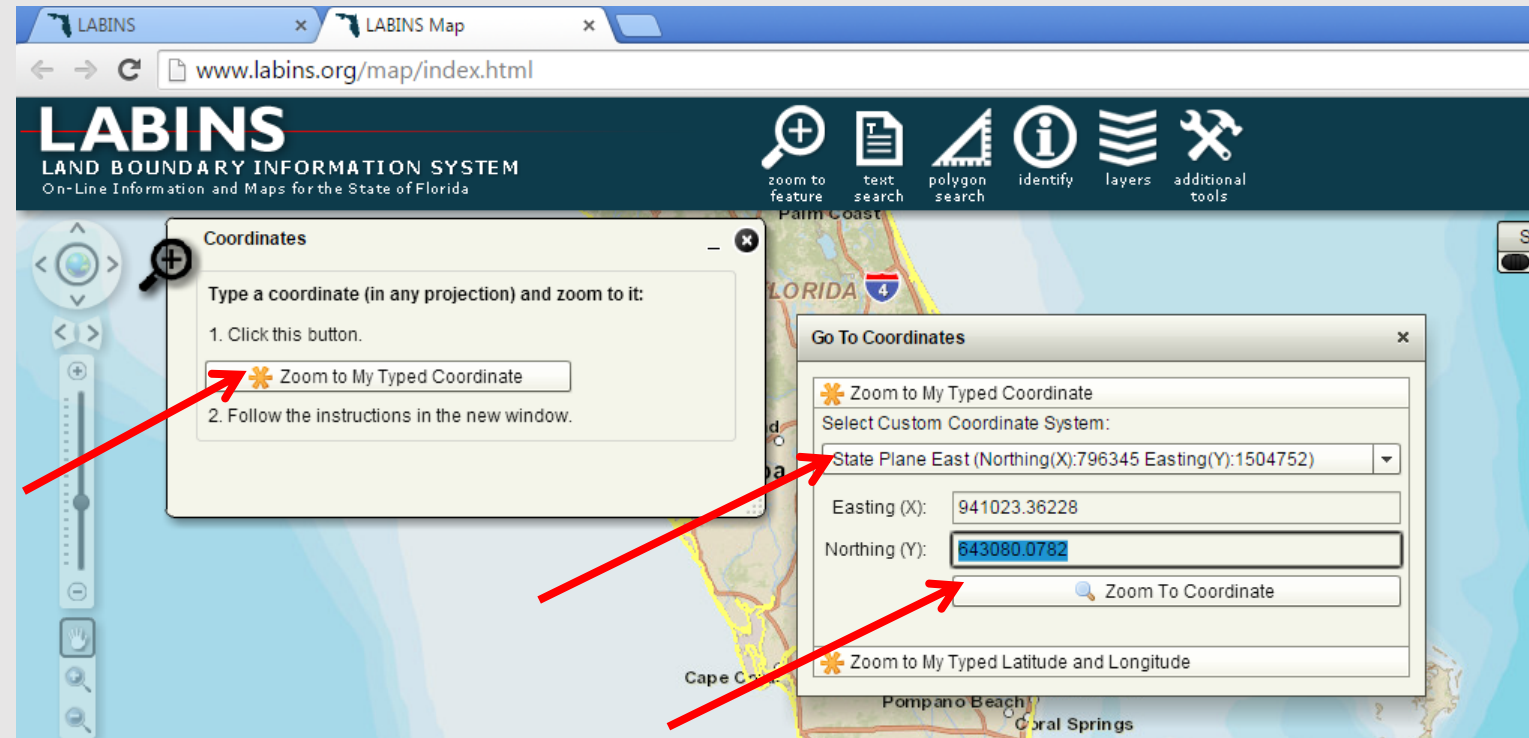 LABINS
LABINS Map
www.labins.org/map/index.html
LABINS
LAND BOUNDARY INFORMATION SYSTEM
On-Line Information and Maps for the State of Florida
zoom to feature
text search
polygon search
identify
layers
additional tools
Palm Coast
Coordinates
Type a coordinate (in any projection) and zoom to it:
1. Click this button.
Zoom to My Typed Coordinate
2. Follow the instructions in the new window.
LORIDA
4
S
Go To Coordinates
Zoom to My Typed Coordinate
Select Custom Coordinate System:
State Plane East (Northing(X):796345 Easting(Y):1504752)
Easting (X): 941023.36228
Northing (Y): 643080.0782
Zoom To Coordinate
Zoom to My Typed Latitude and Longitude
Cape
Pompano Beach
Coral Springs